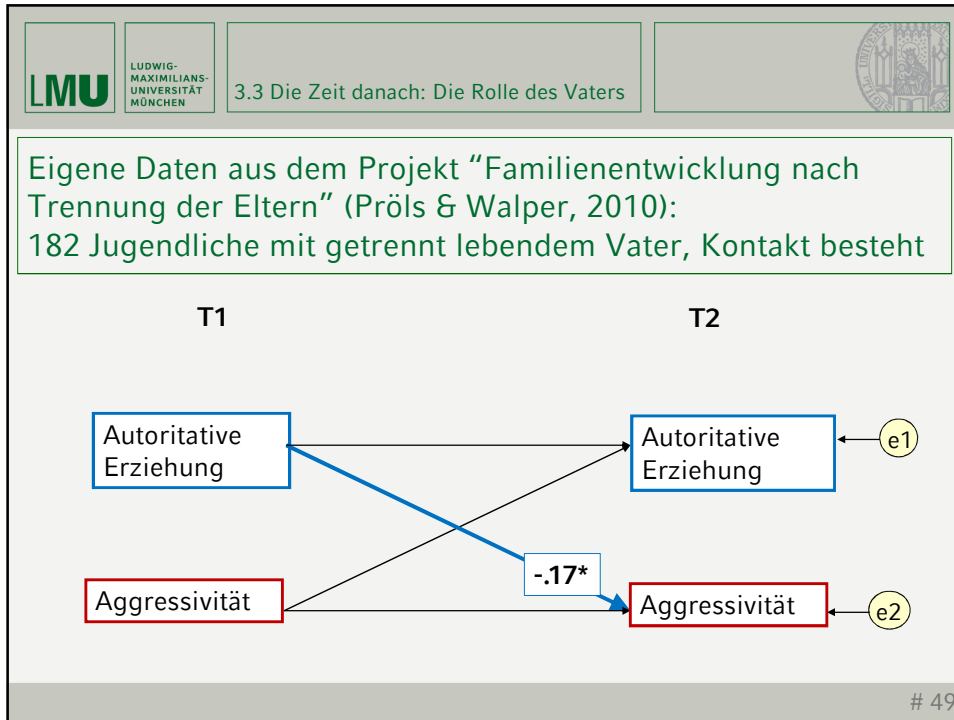 LMU
LUDWIG-
MAXIMILIANS-
UNIVERSITÄT
MÜNCHEN
3.3 Die Zeit danach: Die Rolle des Vaters
Eigene Daten aus dem Projekt “Familienentwicklung nach
Trennung der Eltern” (Pröls & Walper, 2010):
182 Jugendliche mit getrennt lebendem Vater, Kontakt besteht
T1
T2
Autoritative
Erziehung
Autoritative
Erziehung
e1
-.17*
Aggressivität
Aggressivität
e2
# 49